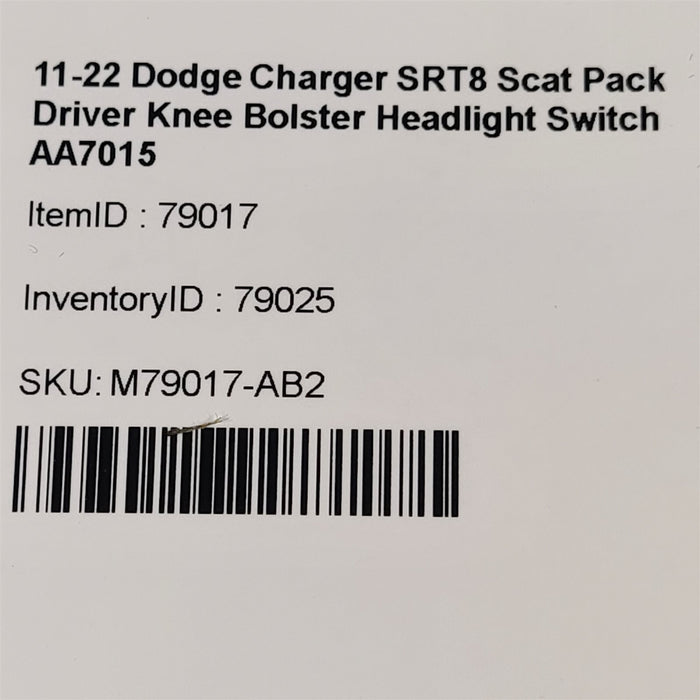 11-22 Dodge Charger SRT8 Scat Pack
Driver Knee Bolster Headlight Switch
AA7015
ItemID : 79017
InventoryID : 79025
SKU: M79017-AB2